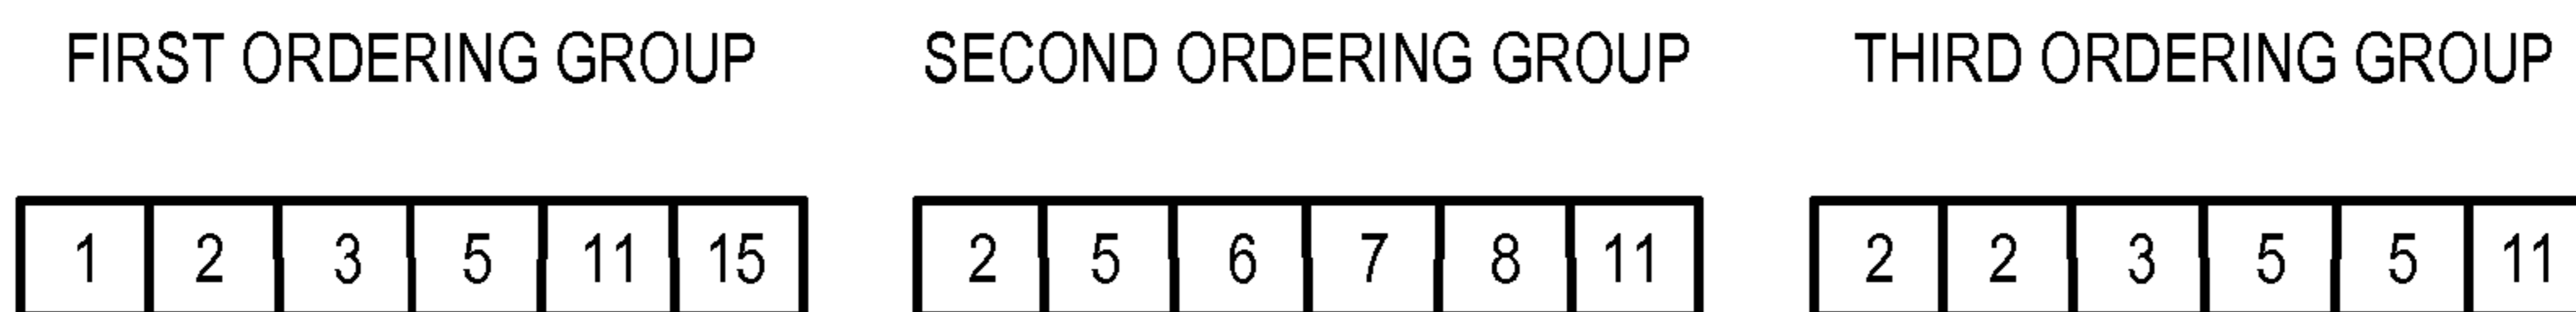 FIRST ORDERING GROUP SECOND ORDERING GROUP THIRD ORDERING GROUP
1 2 3 5 11 15 2 5 6 7 8 11 2 2 3 5 5 11